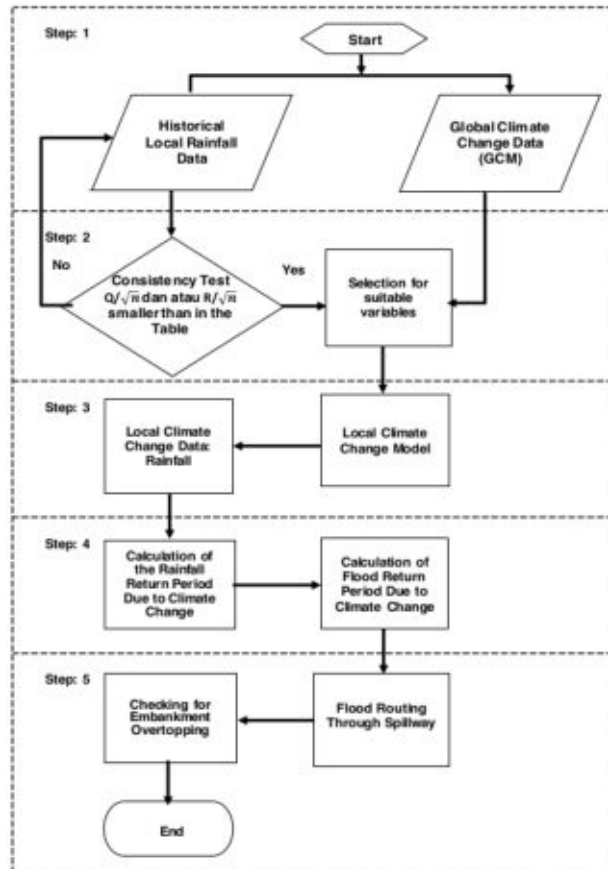 Step: 1
Start
Historical
Local Rainfall
Data
Global Climate
Change Data
(GCM)
Step: 2
No
Consistency Test
Q/√n dan atau R/√n
smaller than in the
Table
Yes
Selection for
suitable
variables
Step: 3
Local Climate
Change Data:
Rainfall
Local Climate
Change Model
Step: 4
Calculation of
the Rainfall
Return Period
Due to Climate
Change
Calculation of
Flood Return
Period Due to
Climate Change
Step: 5
Checking for
Embankment
Overtopping
Flood Routing
Through Spillway
End